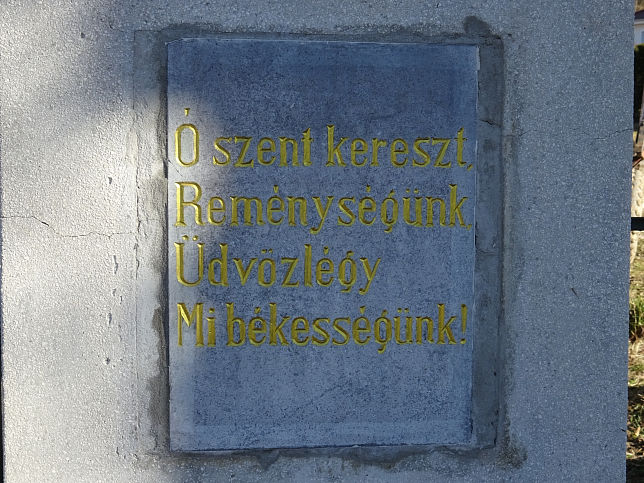 Ó szent kereszt,
Reménységünk,
Üdvözlégy
Mi békességünk!